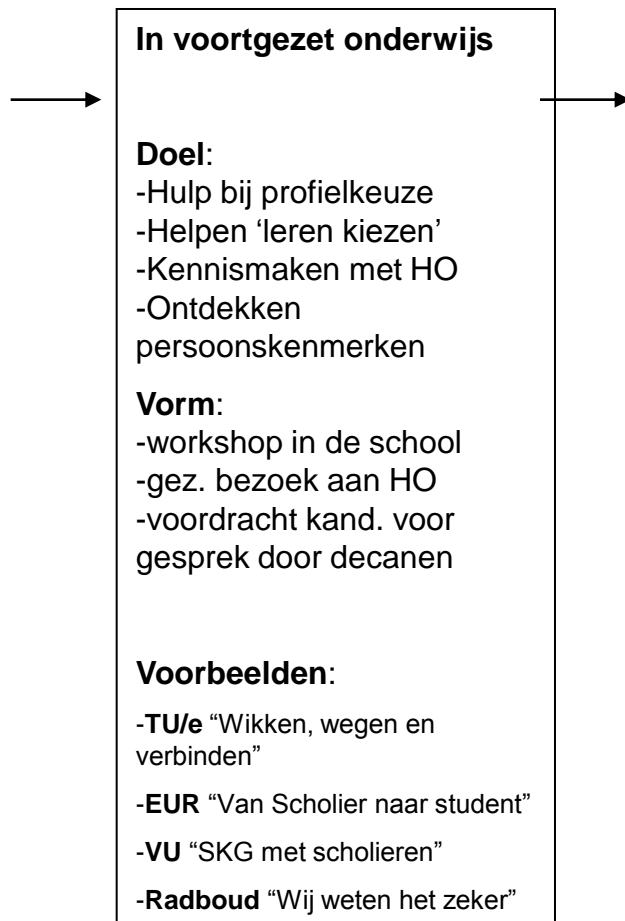 In voortgezet onderwijs
Doel:
-Hulp bij profielkeuze
-Helpen ‘leren kiezen’
-Kennismaken met HO
-Ontdekken
persoonskenmerken
Vorm:
-workshop in de school
-gez. bezoek aan HO
-voordracht kand. voor
gesprek door decanen
Voorbeelden:
-TU/e “Wikken, wegen en
verbinden”
-EUR “Van Scholier naar student”
-VU “SKG met scholieren”
-Radboud “Wij weten het zeker”